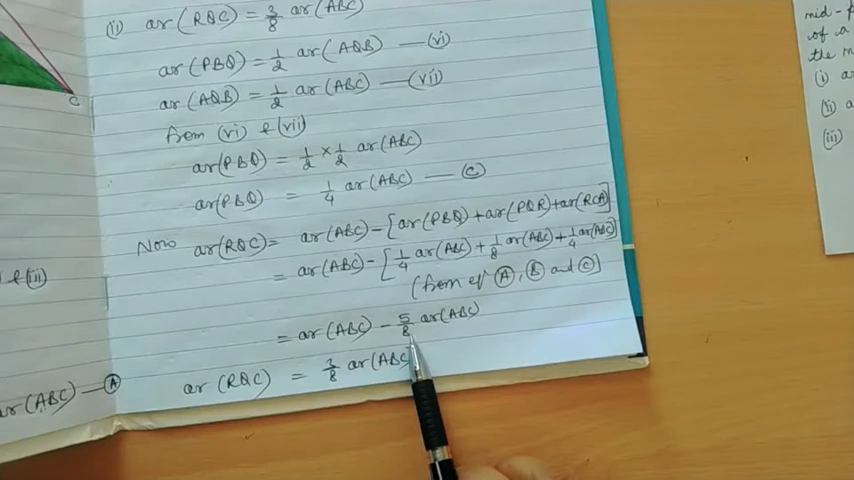 C
(i) ar(RQC) = 3/8 ar(ABC)
ar(PBQ) = 1/2 ar(AQB) —(vi)
ar(AQB) = 1/2 ar(ABC) —(vii)
from (vi) & (vii)
ar(PBQ) = 1/2 × 1/2 ar(ABC)
ar(PBQ) = 1/4 ar(ABC) — Ⓒ
Now ar(RQC) = ar(ABC) – [ar(PBQ) + ar(PQR) + ar(RCA)]
= ar(ABC) – [1/4 ar(ABC) + 1/8 ar(ABC) + 1/4 ar(ABC)]
(from eq Ⓐ, Ⓑ and Ⓒ]
= ar(ABC) – 5/8 ar(ABC)
ar(RQC) = 3/8 ar(ABC
& (ii)
ar(ABC) — Ⓐ
mid-p
of a
the m
(i) a
(ii) a
(iii)